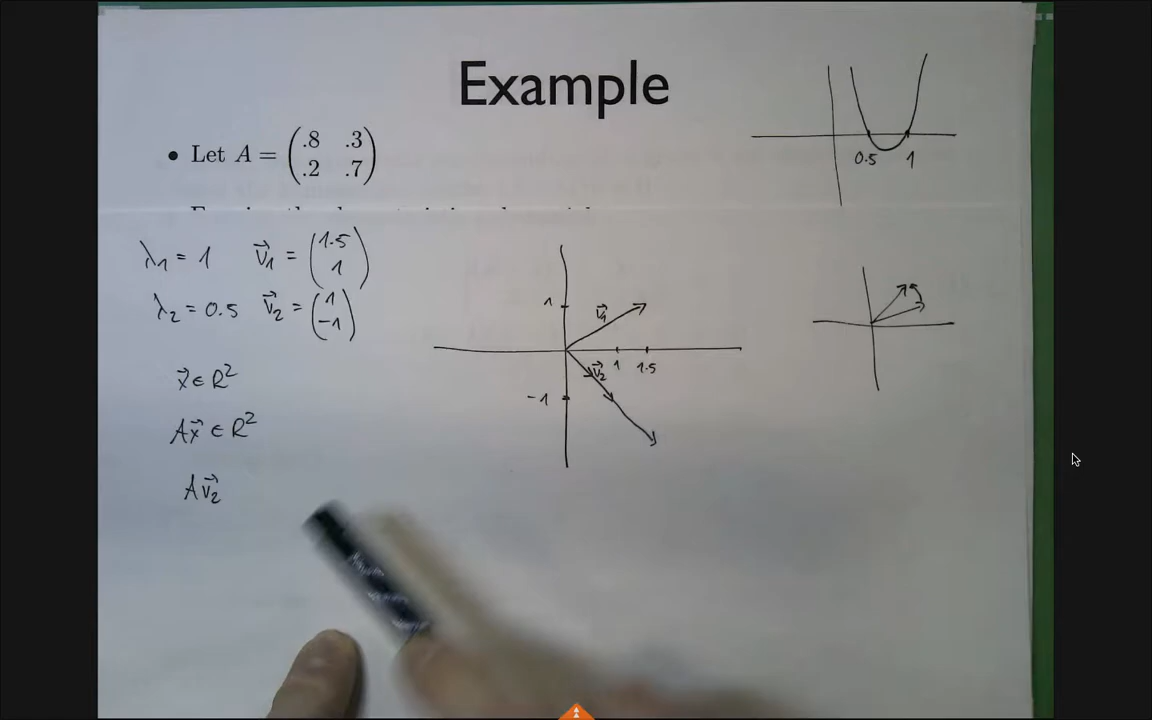 Example
• Let A = (.8 .3
.2 .7)
0.5 1
λ₁ = 1 v⃗₁ = (1.5
1)
λ₂ = 0.5 v⃗₂ = (1
-1)
1
v⃗₁
v⃗₂ 1 1.5
-1
x⃗ ∈ R²
Ax⃗ ∈ R²
Av⃗₂